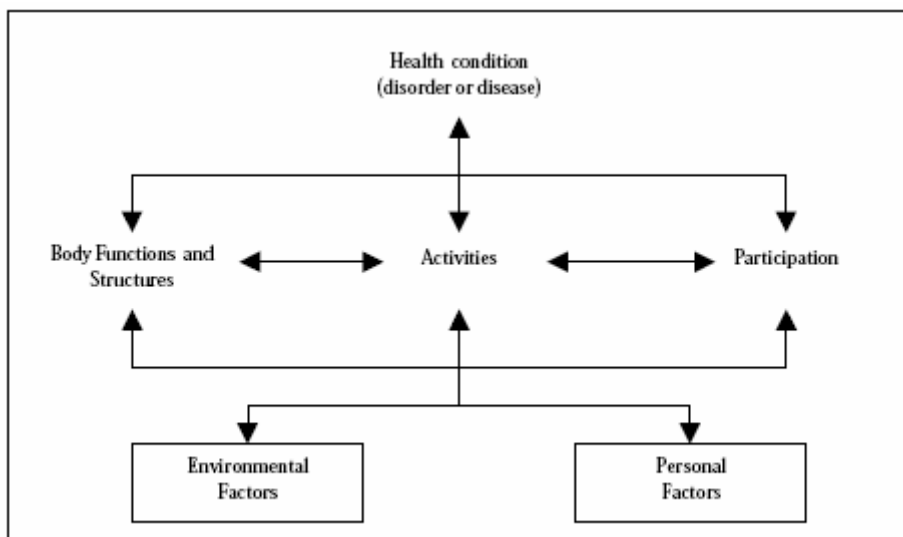 Health condition
(disorder or disease)
Body Functions and
Structures
Activities
Participation
Environmental
Factors
Personal
Factors